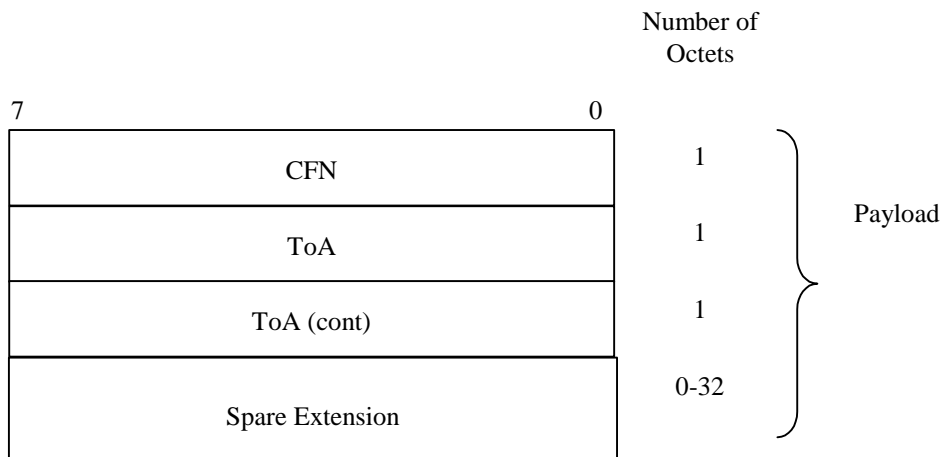 Number of
Octets
7 0
CFN 1
Payload
ToA 1
ToA (cont) 1
0-32
Spare Extension